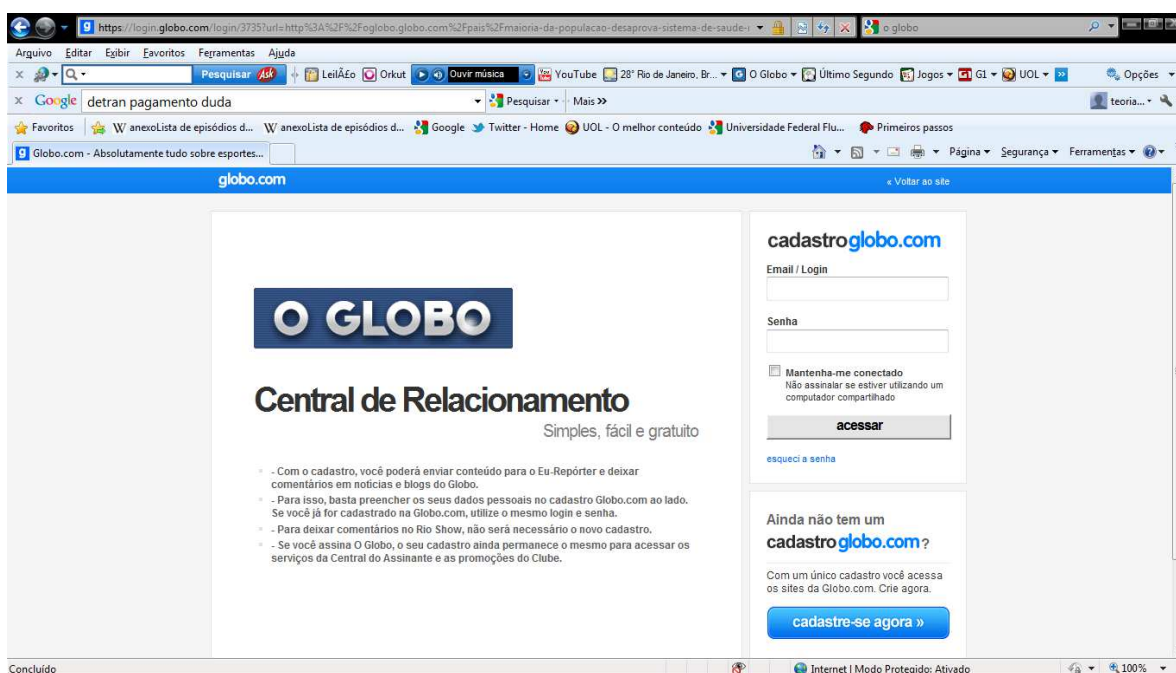 https://login.globo.com/login/3735?url=http%3A%2F%2Foglobo.globo.com%2Fpais%2Fmaioria-da-populacao-desaprova-sistema-de-saude- o globo
Arquivo Editar Exibir Favoritos Ferramentas Ajuda
Pesquisar Ask LeilÃ£o Orkut Ouvir música YouTube 28° Rio de Janeiro, Br... O Globo Último Segundo Jogos G1 UOL Opções
Google detran pagamento duda Pesquisar Mais >> teoria...
Favoritos W anexoLista de episódios d... W anexoLista de episódios d... Google Twitter - Home UOL - O melhor conteúdo Universidade Federal Flu... Primeiros passos
g Globo.com - Absolutamente tudo sobre esportes... Página Segurança Ferramentas
globo.com « Voltar ao site
O GLOBO
Central de Relacionamento
Simples, fácil e gratuito
- Com o cadastro, você poderá enviar conteúdo para o Eu-Repórter e deixar
comentários em notícias e blogs do Globo.
- Para isso, basta preencher os seus dados pessoais no cadastro Globo.com ao lado.
Se você já for cadastrado na Globo.com, utilize o mesmo login e senha.
- Para deixar comentários no Rio Show, não será necessário o novo cadastro.
- Se você assina O Globo, o seu cadastro ainda permanece o mesmo para acessar os
serviços da Central do Assinante e as promoções do Clube.
cadastroglobo.com
Email / Login
Senha
Mantenha-me conectado
Não assinalar se estiver utilizando um
computador compartilhado
acessar
esqueci a senha
Ainda não tem um
cadastroglobo.com?
Com um único cadastro você acessa
os sites da Globo.com. Crie agora.
cadastre-se agora »
Concluído Internet | Modo Protegido: Ativado 100%